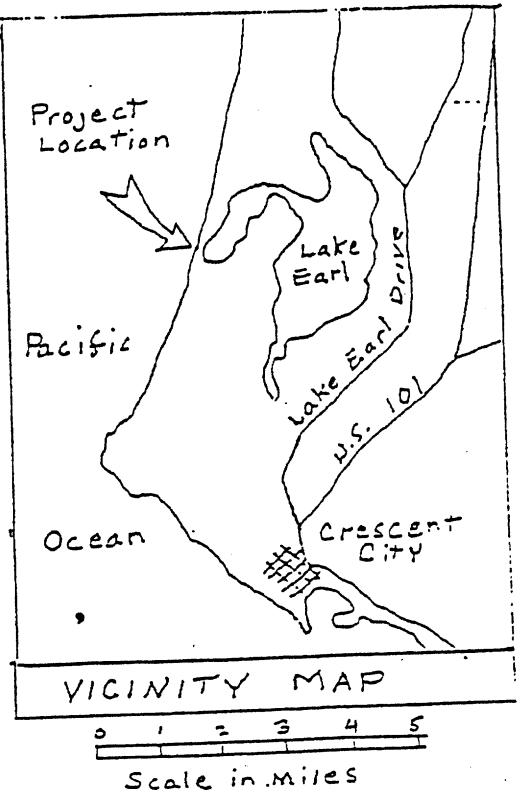 Project
Location
Lake
Earl
Pacific
Lake Earl Drive
U.S. 101
Ocean
Crescent
City
VICINITY MAP
0 1 2 3 4 5
Scale in Miles